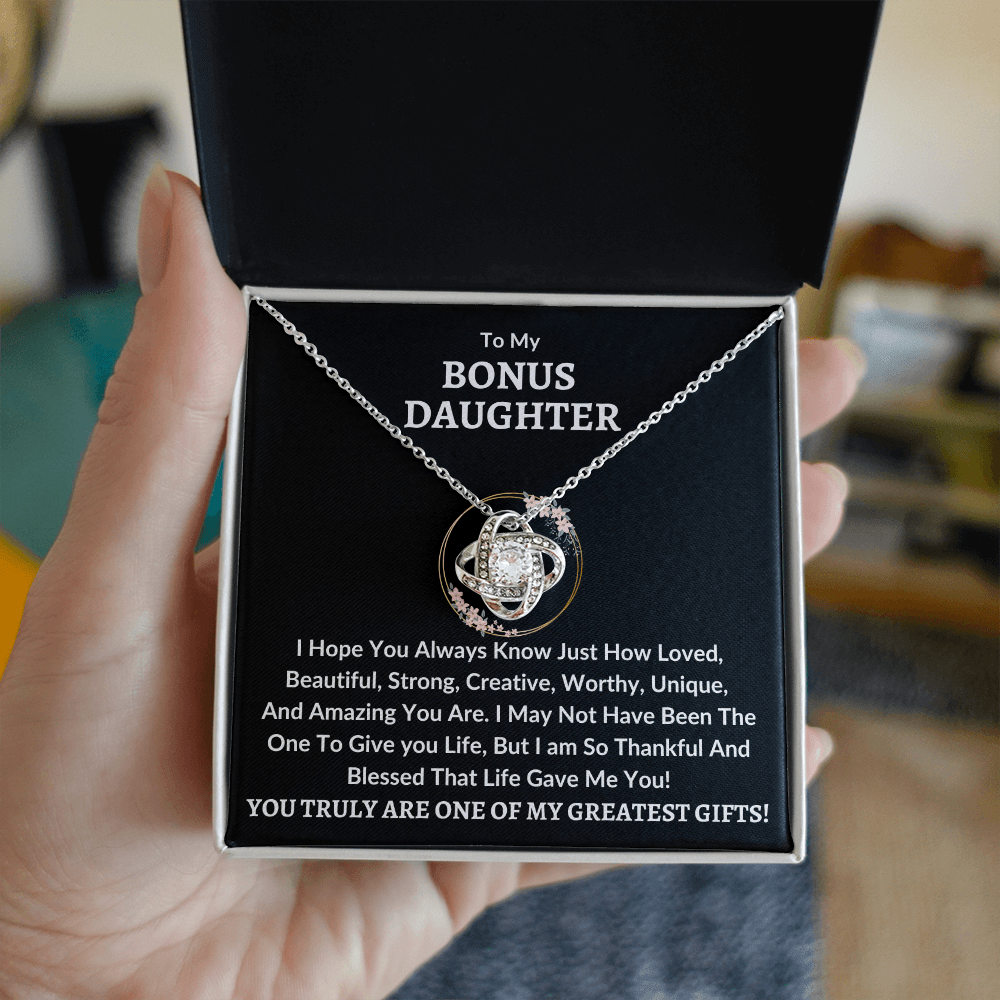 To My
BONUS
DAUGHTER
I Hope You Always Know Just How Loved,
Beautiful, Strong, Creative, Worthy, Unique,
And Amazing You Are. I May Not Have Been The
One To Give you Life, But I am So Thankful And
Blessed That Life Gave Me You!
YOU TRULY ARE ONE OF MY GREATEST GIFTS!